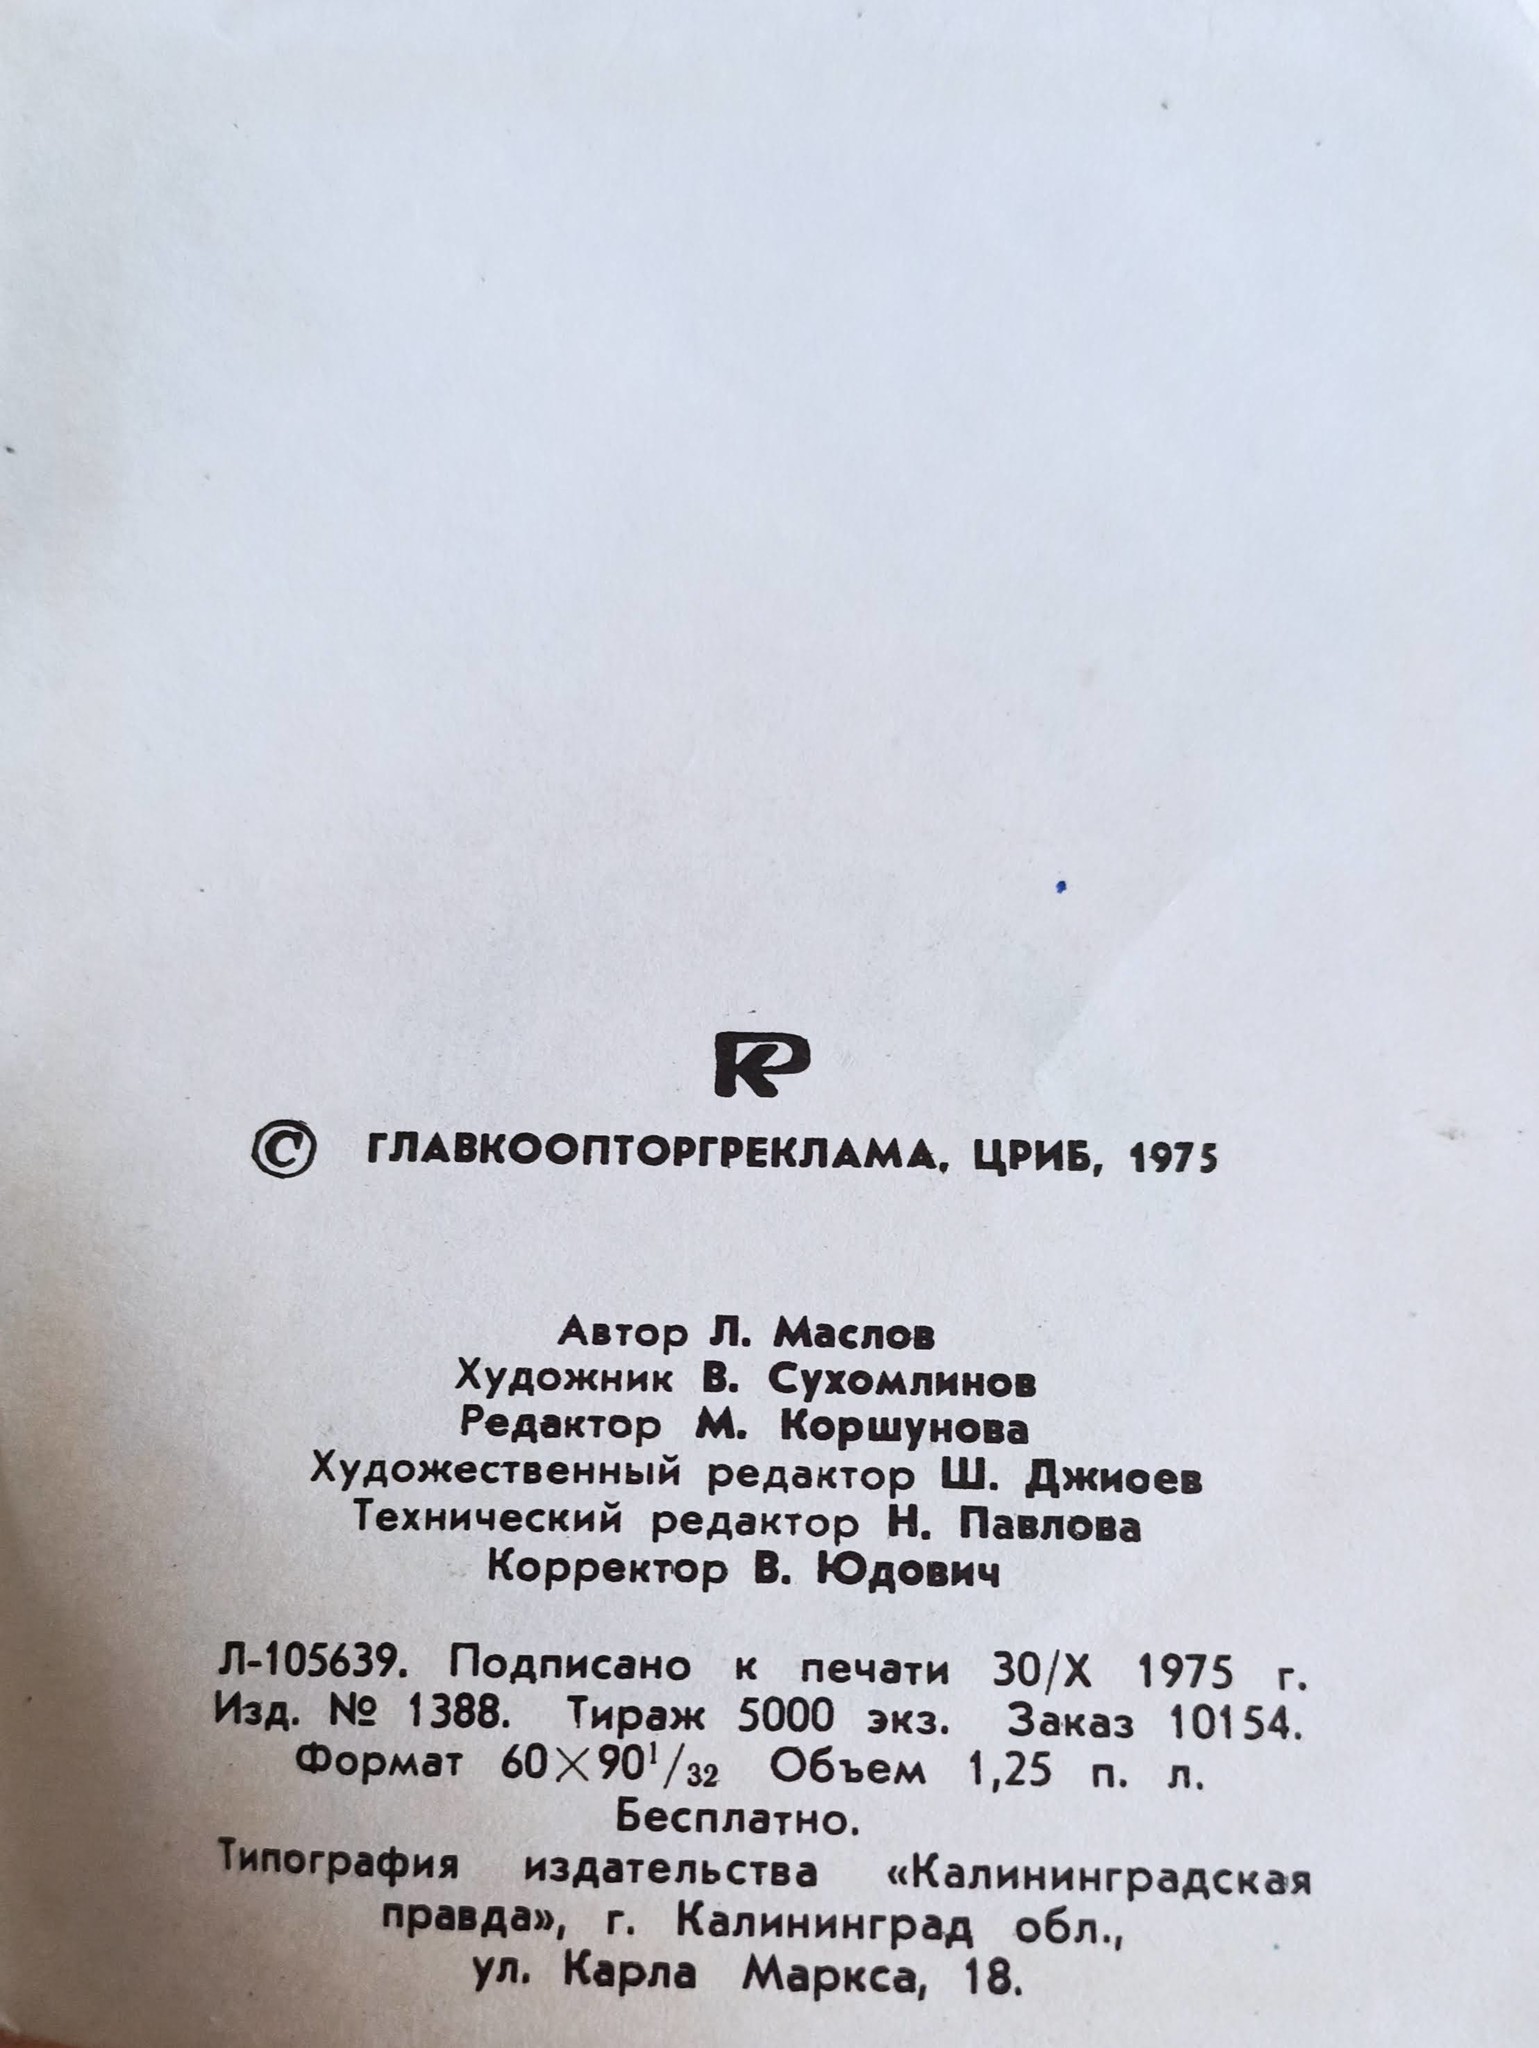 КР
© ГЛАВКООПТОРГРЕКЛАМА, ЦРИБ, 1975
Автор Л. Маслов
Художник В. Сухомлинов
Редактор М. Коршунова
Художественный редактор Ш. Джиоев
Технический редактор Н. Павлова
Корректор В. Юдович
Л-105639. Подписано к печати 30/X 1975 г.
Изд. № 1388. Тираж 5000 экз. Заказ 10154.
Формат 60×90¹/₃₂ Объем 1,25 п. л.
Бесплатно.
Типография издательства «Калининградская
правда», г. Калининград обл.,
ул. Карла Маркса, 18.